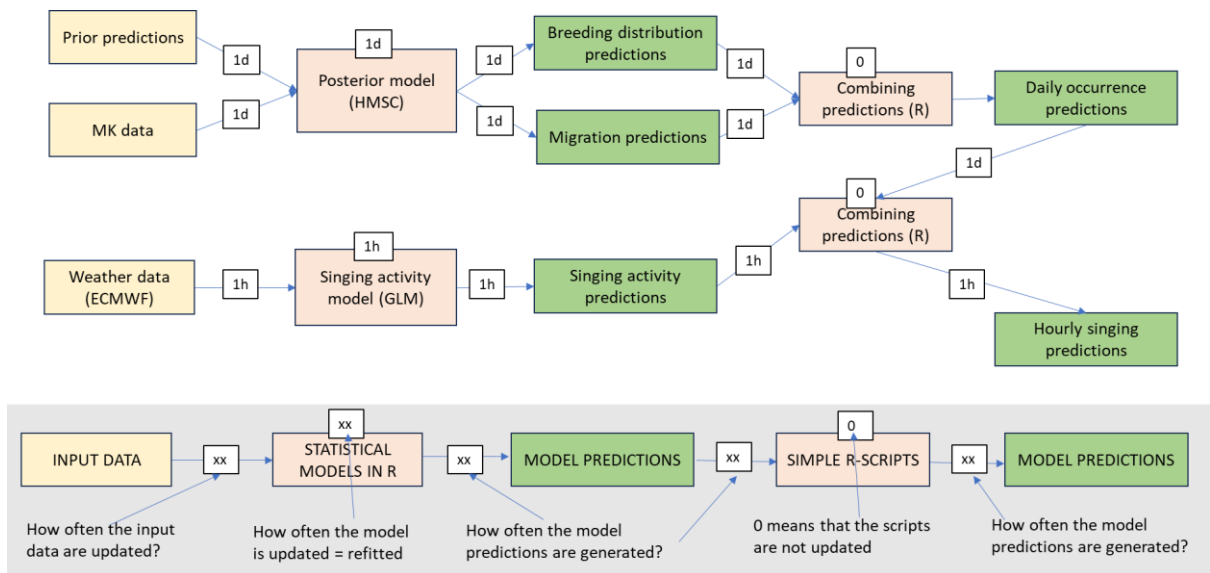 Prior predictions
1d
1d
Posterior model
(HMSC)
MK data
1d
1d
1d
Breeding distribution
predictions
Migration predictions
1d
1d
0
Combining
predictions (R)
Daily occurrence
predictions
1d
0
Combining
predictions (R)
Weather data
(ECMWF)
1h
1h
Singing activity
model (GLM)
1h
Singing activity
predictions
1h
1h
Hourly singing
predictions
INPUT DATA
xx
xx
STATISTICAL
MODELS IN R
xx
MODEL PREDICTIONS
xx
0
SIMPLE R-SCRIPTS
xx
MODEL PREDICTIONS
How often the input
data are updated?
How often the model
is updated = refitted
How often the model
predictions are generated?
0 means that the scripts
are not updated
How often the model
predictions are generated?